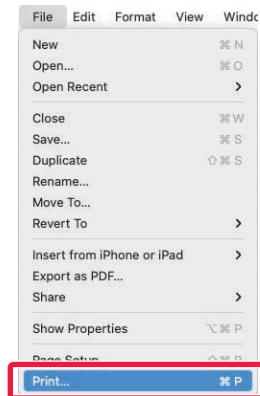 File Edit Format View Windo
New ⌘ N
Open... ⌘ O
Open Recent >
Close ⌘ W
Save... ⌘ S
Duplicate ⇧ ⌘ S
Rename...
Move To...
Revert To >
Insert from iPhone or iPad >
Export as PDF...
Share >
Show Properties ⌥ ⌘ P
Page Setup... ⇧ ⌘ P
Print... ⌘ P